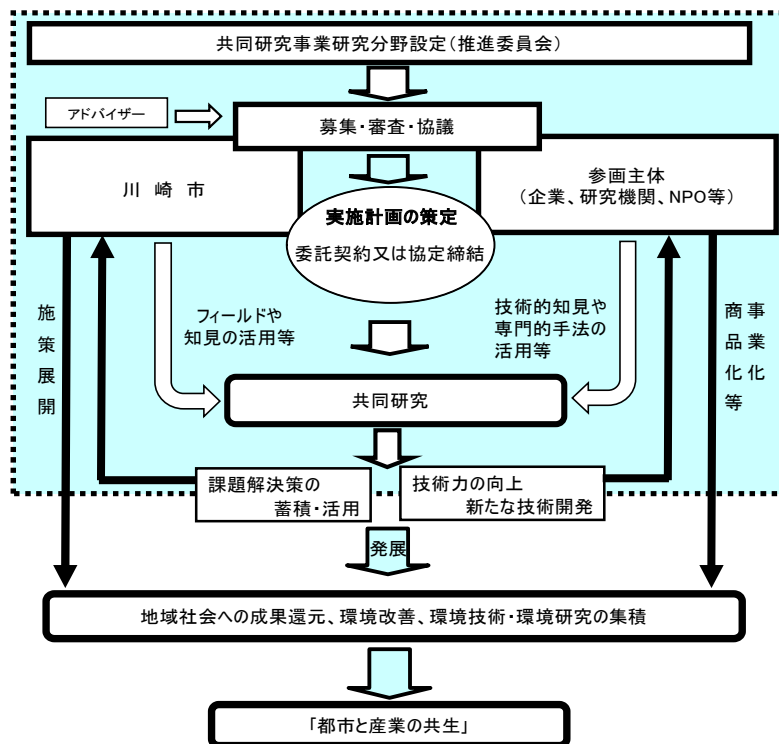 共同研究事業研究分野設定（推進委員会）
アドバイザー
募集・審査・協議
川 崎 市
参画主体
（企業、研究機関、NPO等）
実施計画の策定
委託契約又は協定締結
施策展開
フィールドや
知見の活用等
技術的知見や
専門的手法の
活用等
事業化等
商品化
共同研究
課題解決策の
蓄積・活用
技術力の向上
新たな技術開発
発展
地域社会への成果還元、環境改善、環境技術・環境研究の集積
「都市と産業の共生」